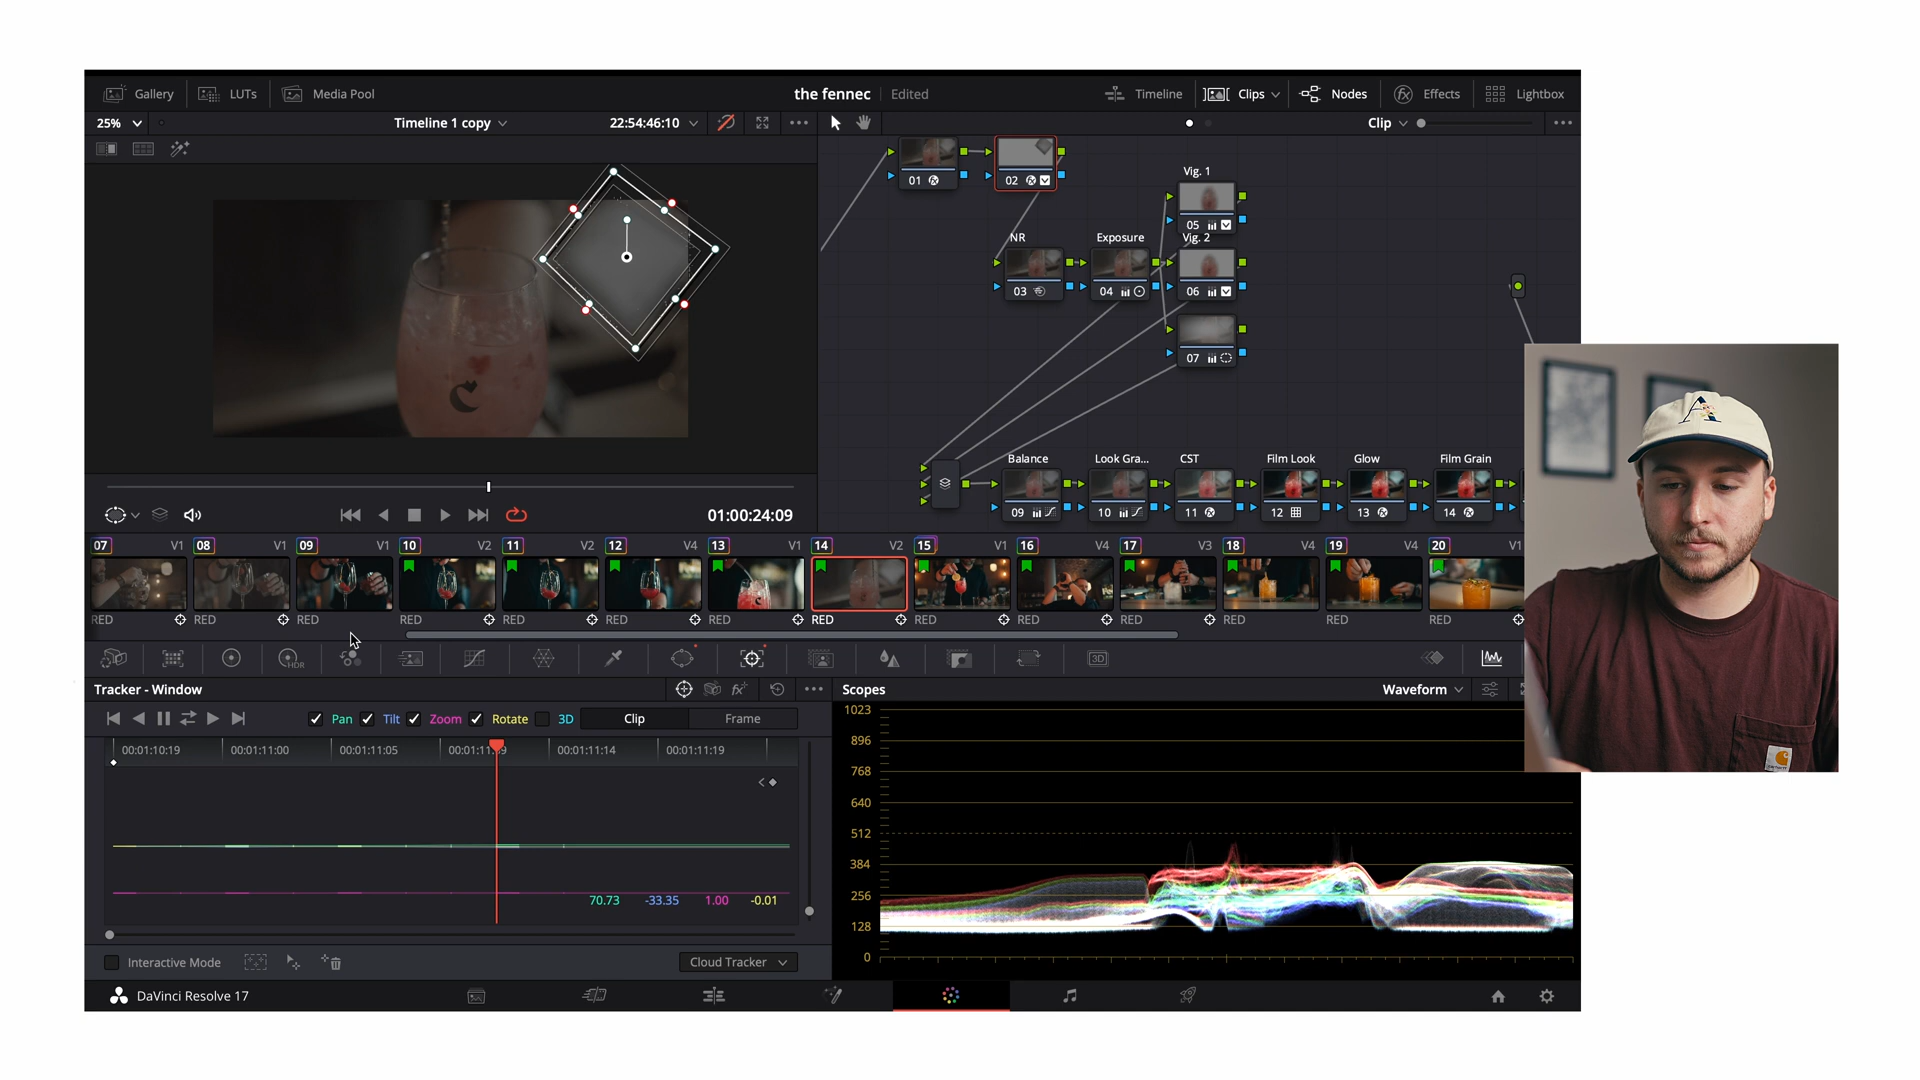 Gallery LUTs Media Pool the fennec Edited Timeline Clips Nodes Effects Lightbox
25% Timeline 1 copy 22:54:46:10 Clip
01 02
Vig. 1
05
NR Exposure Vig. 2
03 04 06
07
Balance Look Gra... CST Film Look Glow Film Grain
09 10 11 12 13 14
01:00:24:09
07 V1 08 V1 09 V1 10 V2 11 V2 12 V4 13 V1 14 V2 15 V1 16 V4 17 V3 18 V4 19 V4 20 V1
RED RED RED RED RED RED RED RED RED RED RED RED RED RED
HDR
3D
Tracker - Window
Pan Tilt Zoom Rotate 3D Clip Frame
00:01:10:19 00:01:11:00 00:01:11:05 00:01:11:14 00:01:11:19
70.73 -33.35 1.00 -0.01
Interactive Mode Cloud Tracker
Scopes Waveform
1023
896
768
640
512
384
256
128
0
DaVinci Resolve 17
A